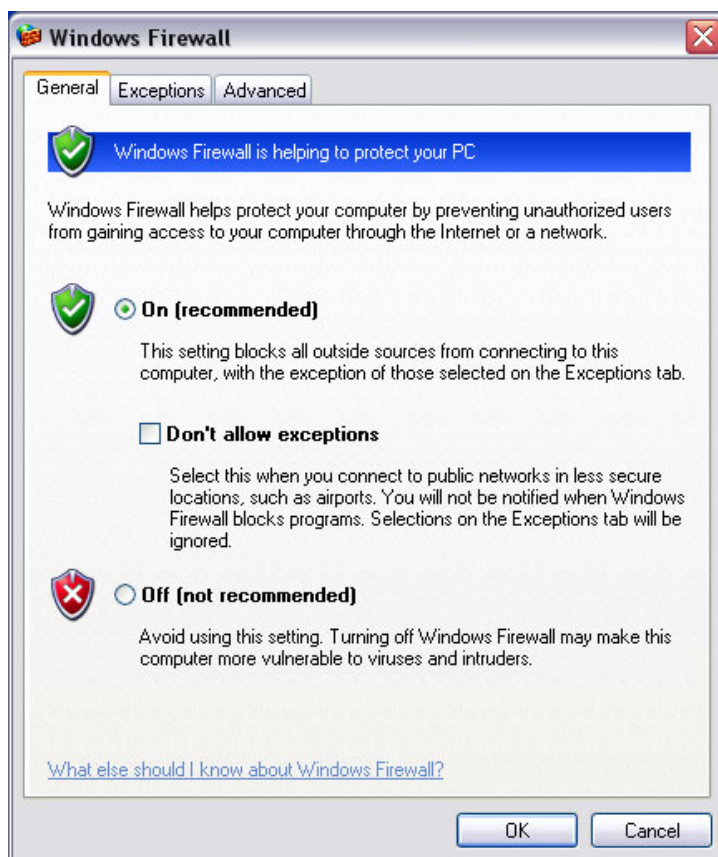 Windows Firewall
General
Exceptions
Advanced
Windows Firewall is helping to protect your PC
Windows Firewall helps protect your computer by preventing unauthorized users
from gaining access to your computer through the Internet or a network.
On (recommended)
This setting blocks all outside sources from connecting to this
computer, with the exception of those selected on the Exceptions tab.
Don't allow exceptions
Select this when you connect to public networks in less secure
locations, such as airports. You will not be notified when Windows
Firewall blocks programs. Selections on the Exceptions tab will be
ignored.
Off (not recommended)
Avoid using this setting. Turning off Windows Firewall may make this
computer more vulnerable to viruses and intruders.
What else should I know about Windows Firewall?
OK
Cancel